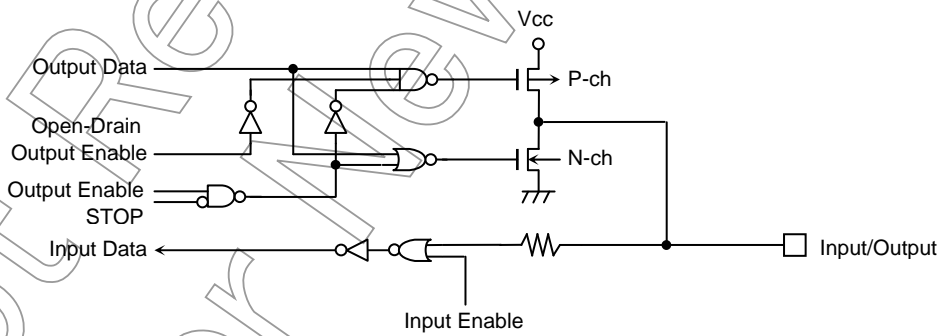 Vcc
Output Data
P-ch
Open-Drain
Output Enable
N-ch
Output Enable
STOP
Input Data
Input/Output
Input Enable